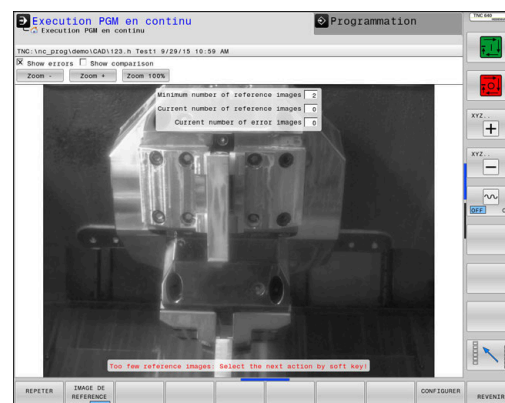 Execution PGM en continu
Execution PGM en continu
Programmation
TNC 640
TNC:\nc_prog\demo\CAD\123.h Test1 9/29/15 10:59 AM
Show errors
Show comparison
Zoom -
Zoom +
Zoom 100%
Minimum number of reference images 2
Current number of reference images 0
Current number of error images 0
XYZ..
XYZ..
OFF
Too few reference images: Select the next action by soft key!
REPETER
IMAGE DE
REFERENCE
CONFIGURER
REVENIR